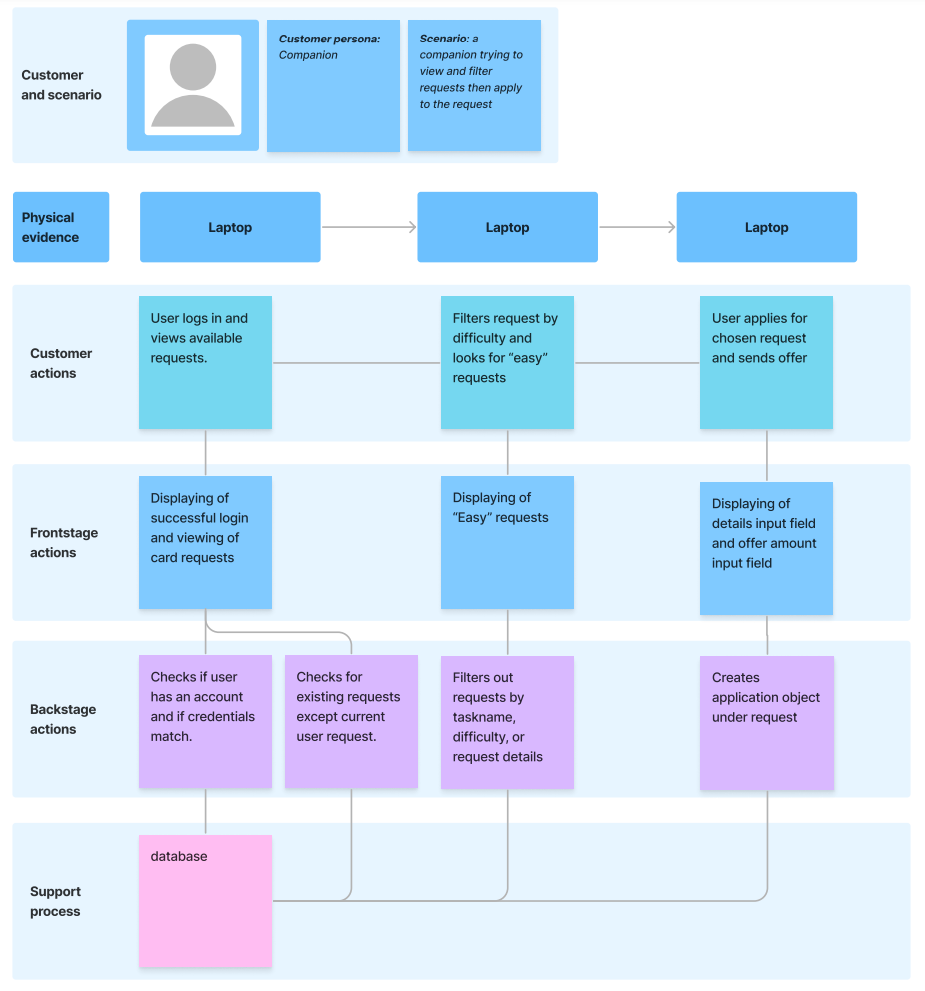 Customer
and scenario
Customer persona:
Companion
Scenario: a
companion trying to
view and filter
requests then apply
to the request
Physical
evidence
Laptop
Laptop
Laptop
Customer
actions
User logs in and
views available
requests.
Filters request by
difficulty and
looks for “easy”
requests
User applies for
chosen request
and sends offer
Frontstage
actions
Displaying of
successful login
and viewing of
card requests
Displaying of
“Easy” requests
Displaying of
details input field
and offer amount
input field
Backstage
actions
Checks if user
has an account
and if credentials
match.
Checks for
existing requests
except current
user request.
Filters out
requests by
taskname,
difficulty, or
request details
Creates
application object
under request
Support
process
database